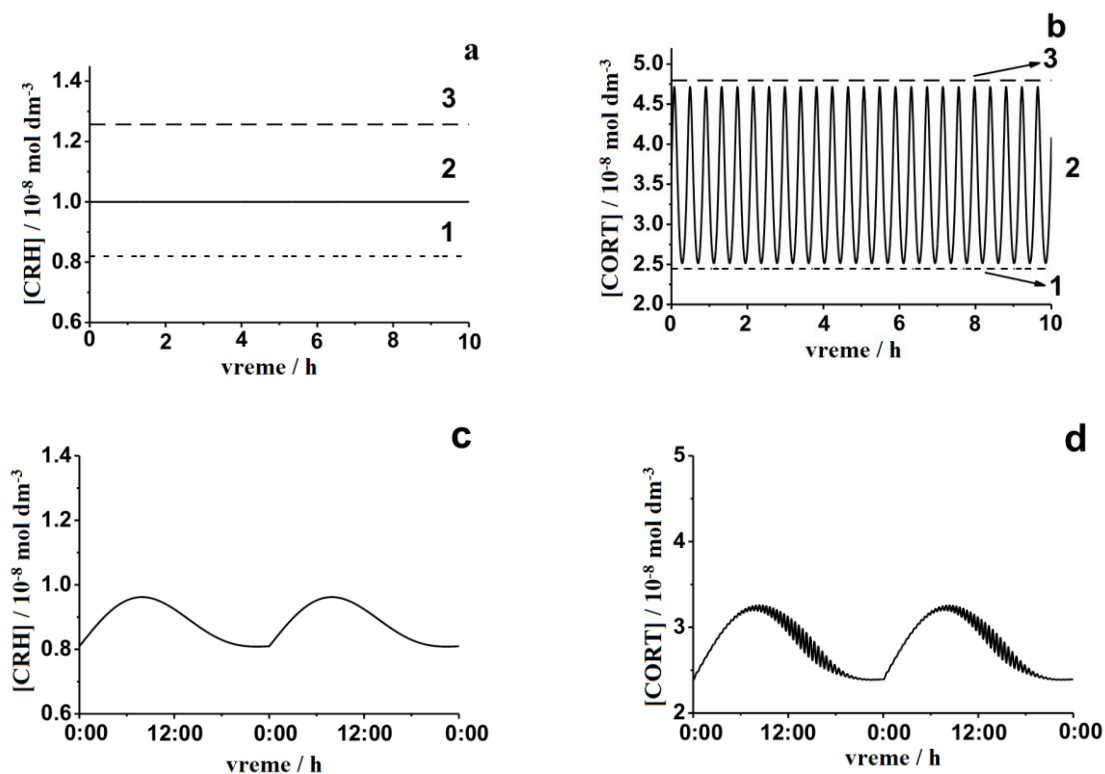 a
[CRH] / 10⁻⁸ mol dm⁻³
1.4
1.2
1.0
0.8
0.6
3
2
1
0 2 4 6 8 10
vreme / h
b
[CORT] / 10⁻⁸ mol dm⁻³
5.0
4.5
4.0
3.5
3.0
2.5
2.0
3
2
1
0 2 4 6 8 10
vreme / h
c
[CRH] / 10⁻⁸ mol dm⁻³
1.4
1.2
1.0
0.8
0.6
0:00 12:00 0:00 12:00 0:00
vreme / h
d
[CORT] / 10⁻⁸ mol dm⁻³
5
4
3
2
0:00 12:00 0:00 12:00 0:00
vreme / h